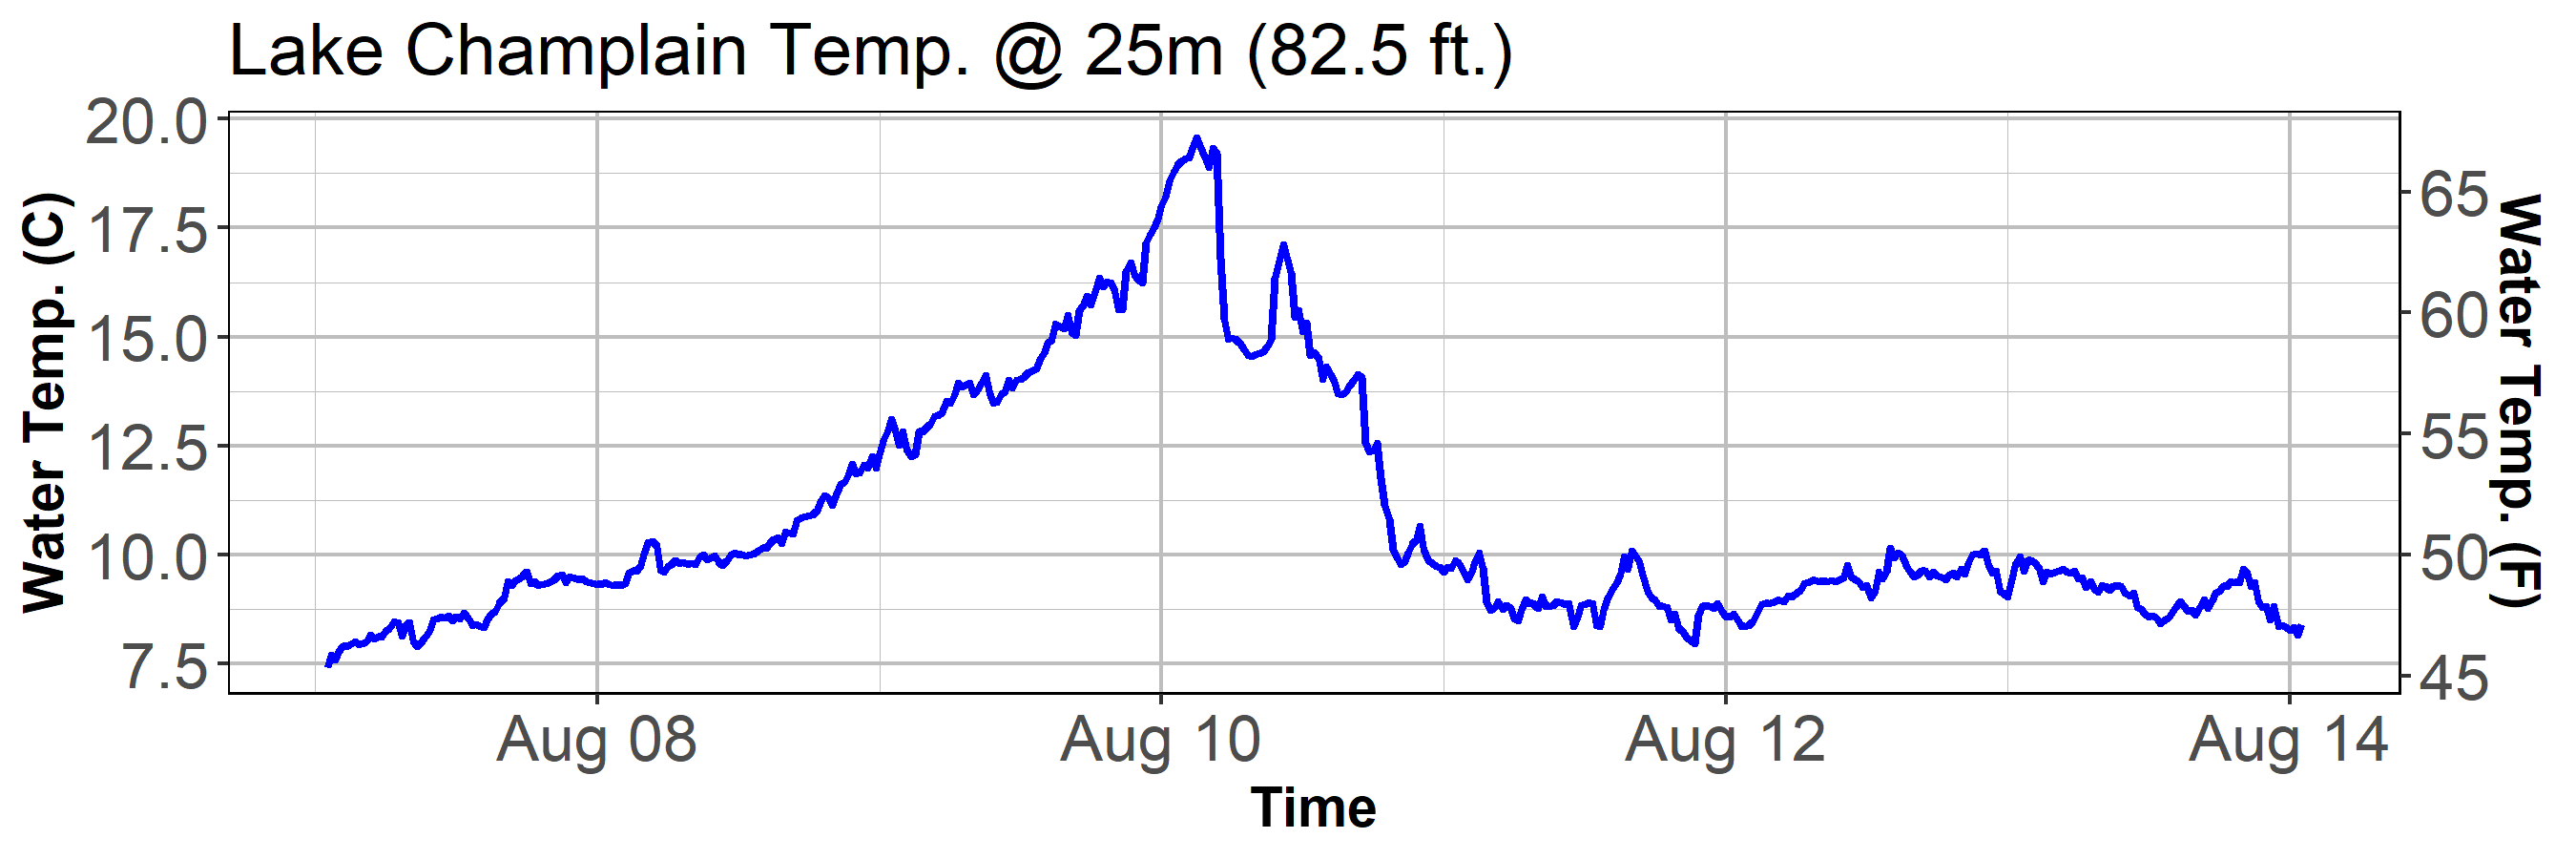 Lake Champlain Temp. @ 25m (82.5 ft.)
Water Temp. (C)
20.0
17.5
15.0
12.5
10.0
7.5
65
60
55
50
45
Water Temp. (F)
Aug 08 Aug 10 Aug 12 Aug 14
Time